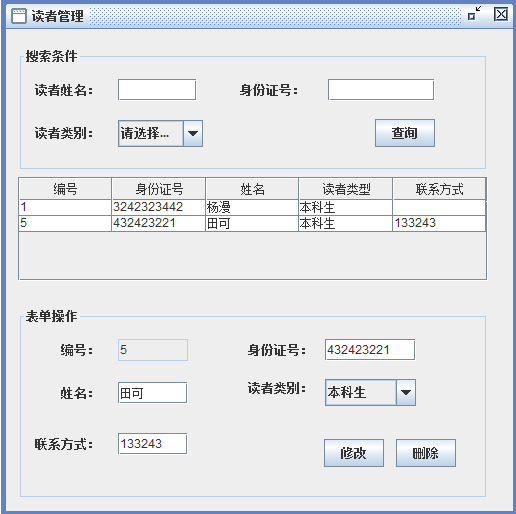 读者管理
搜索条件
读者姓名： 身份证号：
读者类别： 请选择... 查询
编号 身份证号 姓名 读者类型 联系方式
1 3242323442 杨漫 本科生
5 432423221 田可 本科生 133243
表单操作
编号： 5 身份证号： 432423221
姓名： 田可 读者类别： 本科生
联系方式： 133243 修改 删除